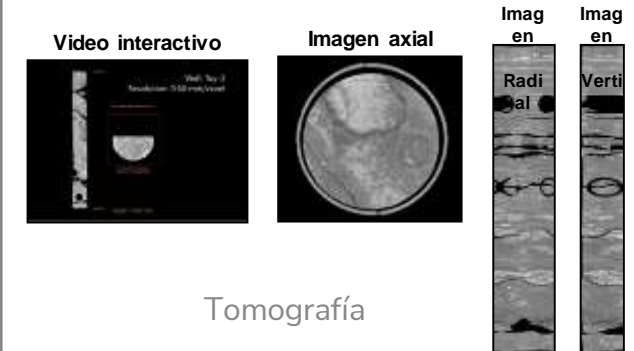 Video interactivo
Imagen axial
Imag
en
Radi
al
Imag
en
Verti
Tomografía